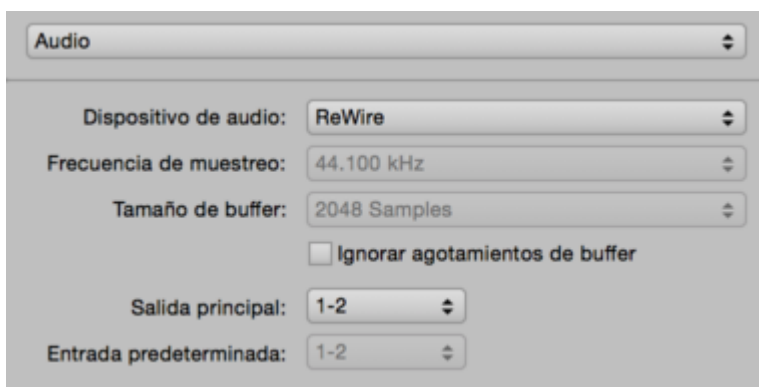 Audio
Dispositivo de audio: ReWire
Frecuencia de muestreo: 44.100 kHz
Tamaño de buffer: 2048 Samples
Ignorar agotamientos de buffer
Salida principal: 1-2
Entrada predeterminada: 1-2